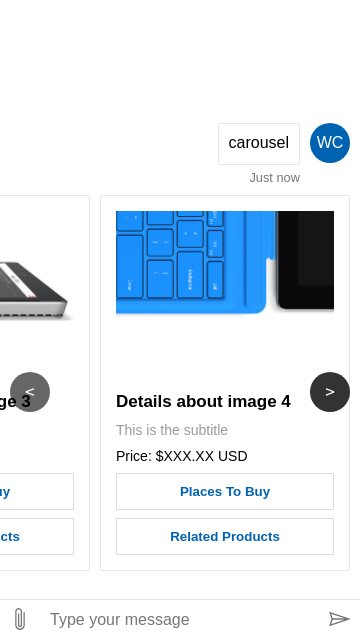 carousel
WC
Just now
ge 3
< 
>
Details about image 4
This is the subtitle
Price: $XXX.XX USD
uy
Places To Buy
cts
Related Products
Type your message